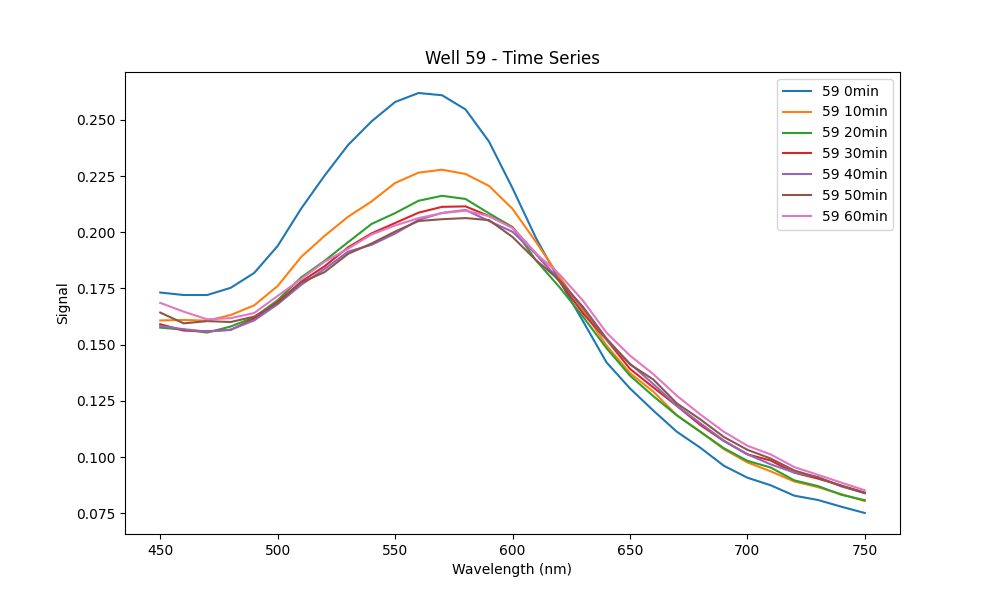 Well 59 - Time Series
59 0min
59 10min
59 20min
59 30min
59 40min
59 50min
59 60min
0.250
0.225
0.200
0.175
0.150
0.125
0.100
0.075
Signal
450 500 550 600 650 700 750
Wavelength (nm)